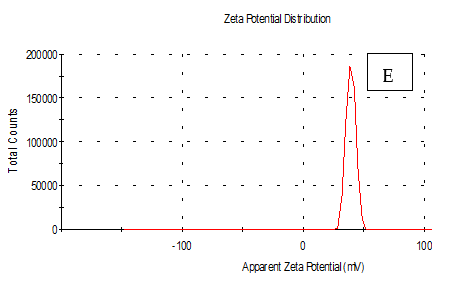 Zeta Potential Distribution
200000
E
150000
100000
50000
0
Total Counts
-100
0
100
Apparent Zeta Potential (mV)